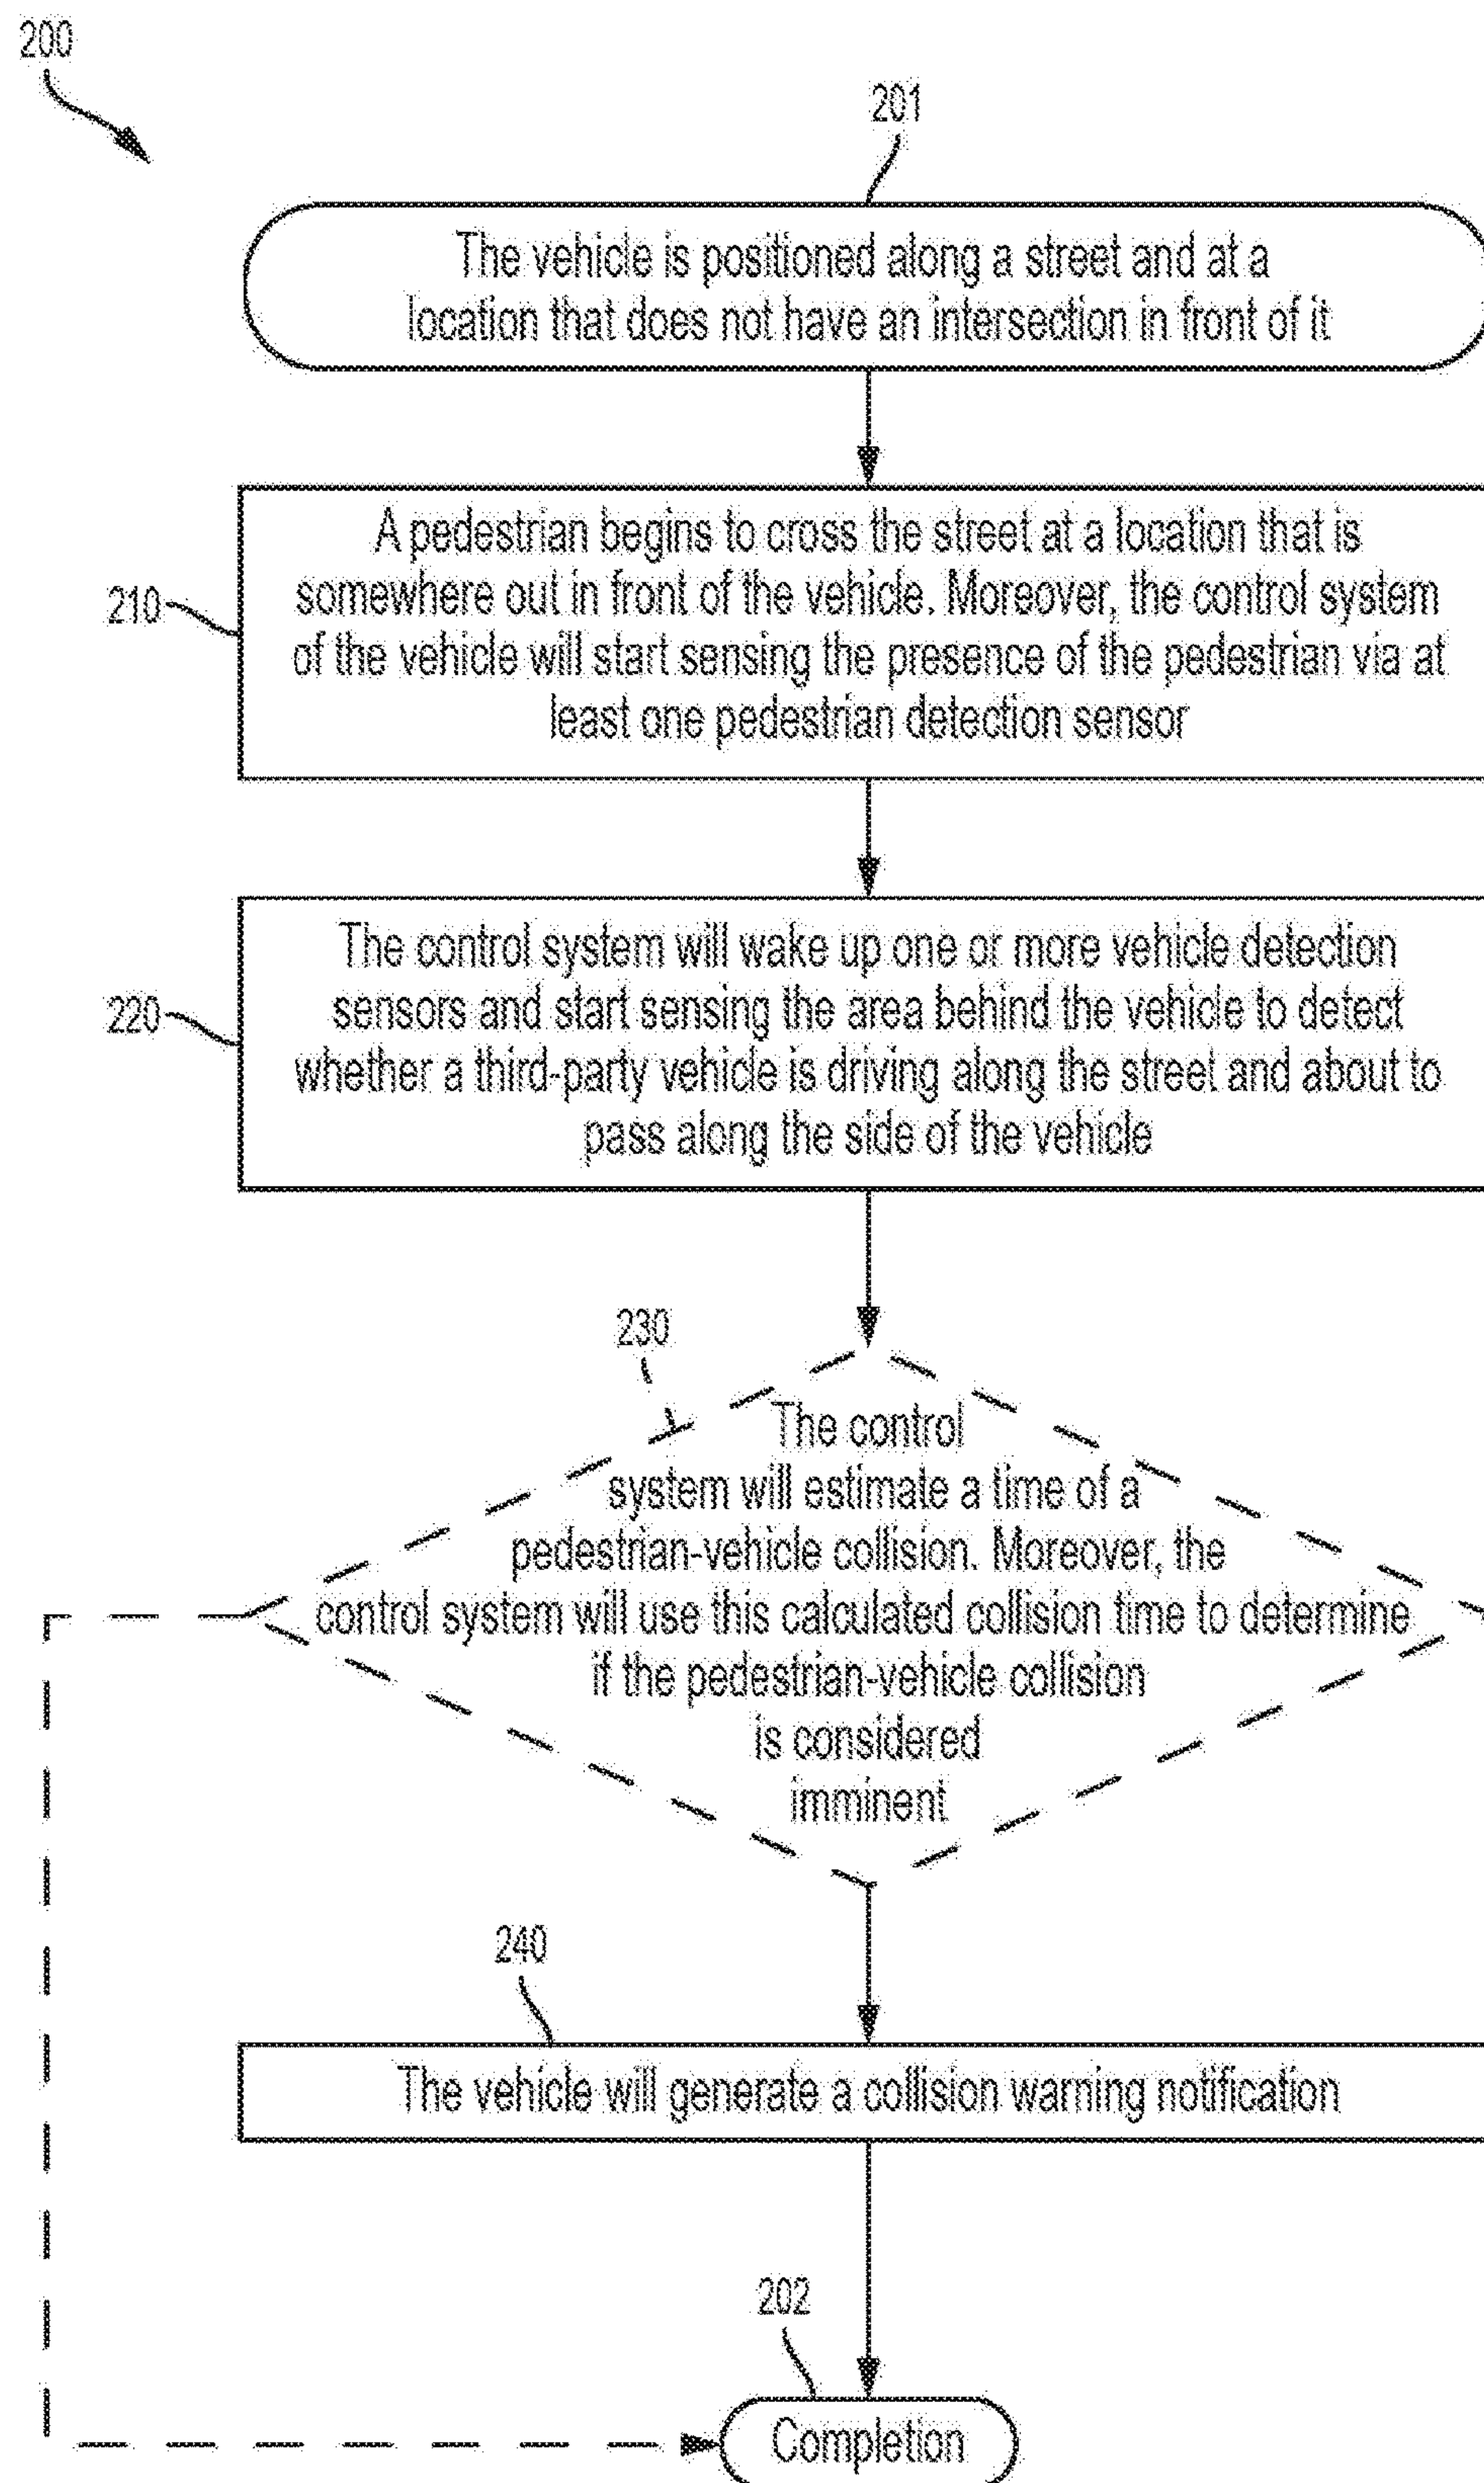 200
201
The vehicle is positioned along a street and at a
location that does not have an intersection in front of it
A pedestrian begins to cross the street at a location that is
somewhere out in front of the vehicle. Moreover, the control system
of the vehicle will start sensing the presence of the pedestrian via at
least one pedestrian detection sensor
210
The control system will wake up one or more vehicle detection
sensors and start sensing the area behind the vehicle to detect
whether a third-party vehicle is driving along the street and about to
pass along the side of the vehicle
220
230
The control
system will estimate a time of a
pedestrian-vehicle collision. Moreover, the
control system will use this calculated collision time to determine
if the pedestrian-vehicle collision
is considered
imminent
240
The vehicle will generate a collision warning notification
202
Completion